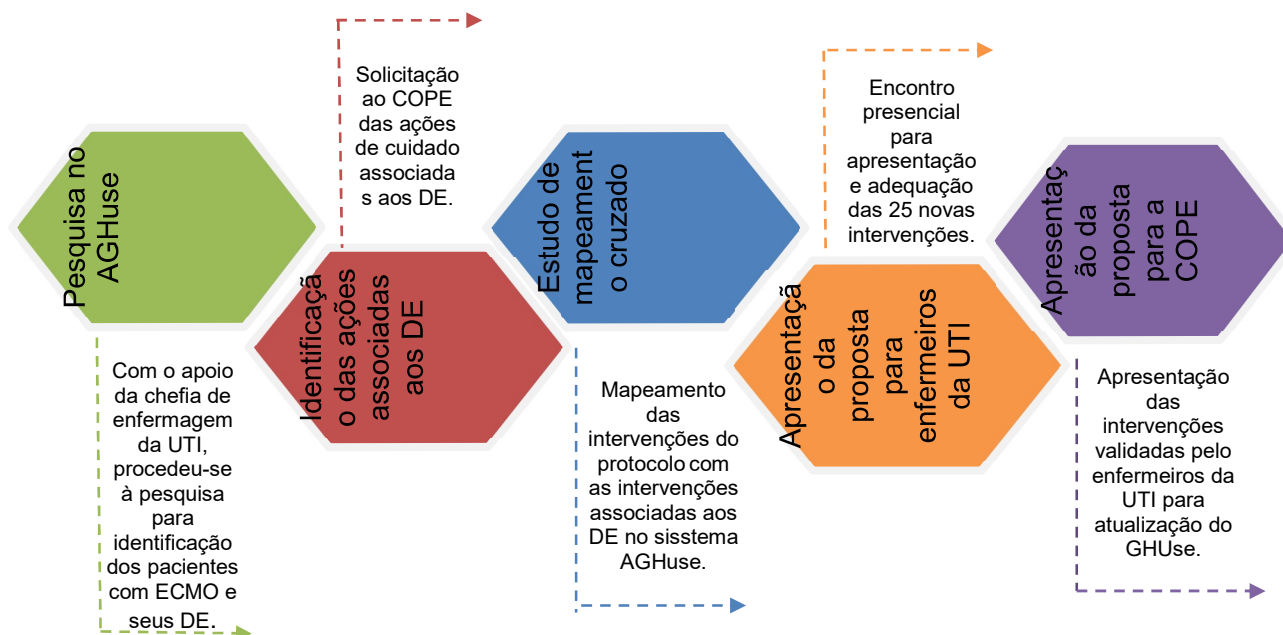 Pesquisa no
AGHuse
Com o apoio
da chefia de
enfermagem
da UTI,
procedeu-se
à pesquisa
para
identificação
dos pacientes
com ECMO e
seus DE.
Identificaçã
o das ações
associadas
aos DE
Solicitação
ao COPE
das ações
de cuidado
associada
s aos DE.
Estudo de
mapeament
o cruzado
Mapeamento
das
intervenções do
protocolo com
as intervenções
associadas aos
DE no sisstema
AGHuse.
Apresentaçã
o da
proposta
para
enfermeiros
da UTI
Encontro
presencial
para
apresentação
e adequação
das 25 novas
intervenções.
Apresentaç
ão da
proposta
para a
COPE
Apresentação
das
intervenções
validadas pelo
enfermeiros da
UTI para
atualização do
GHUse.